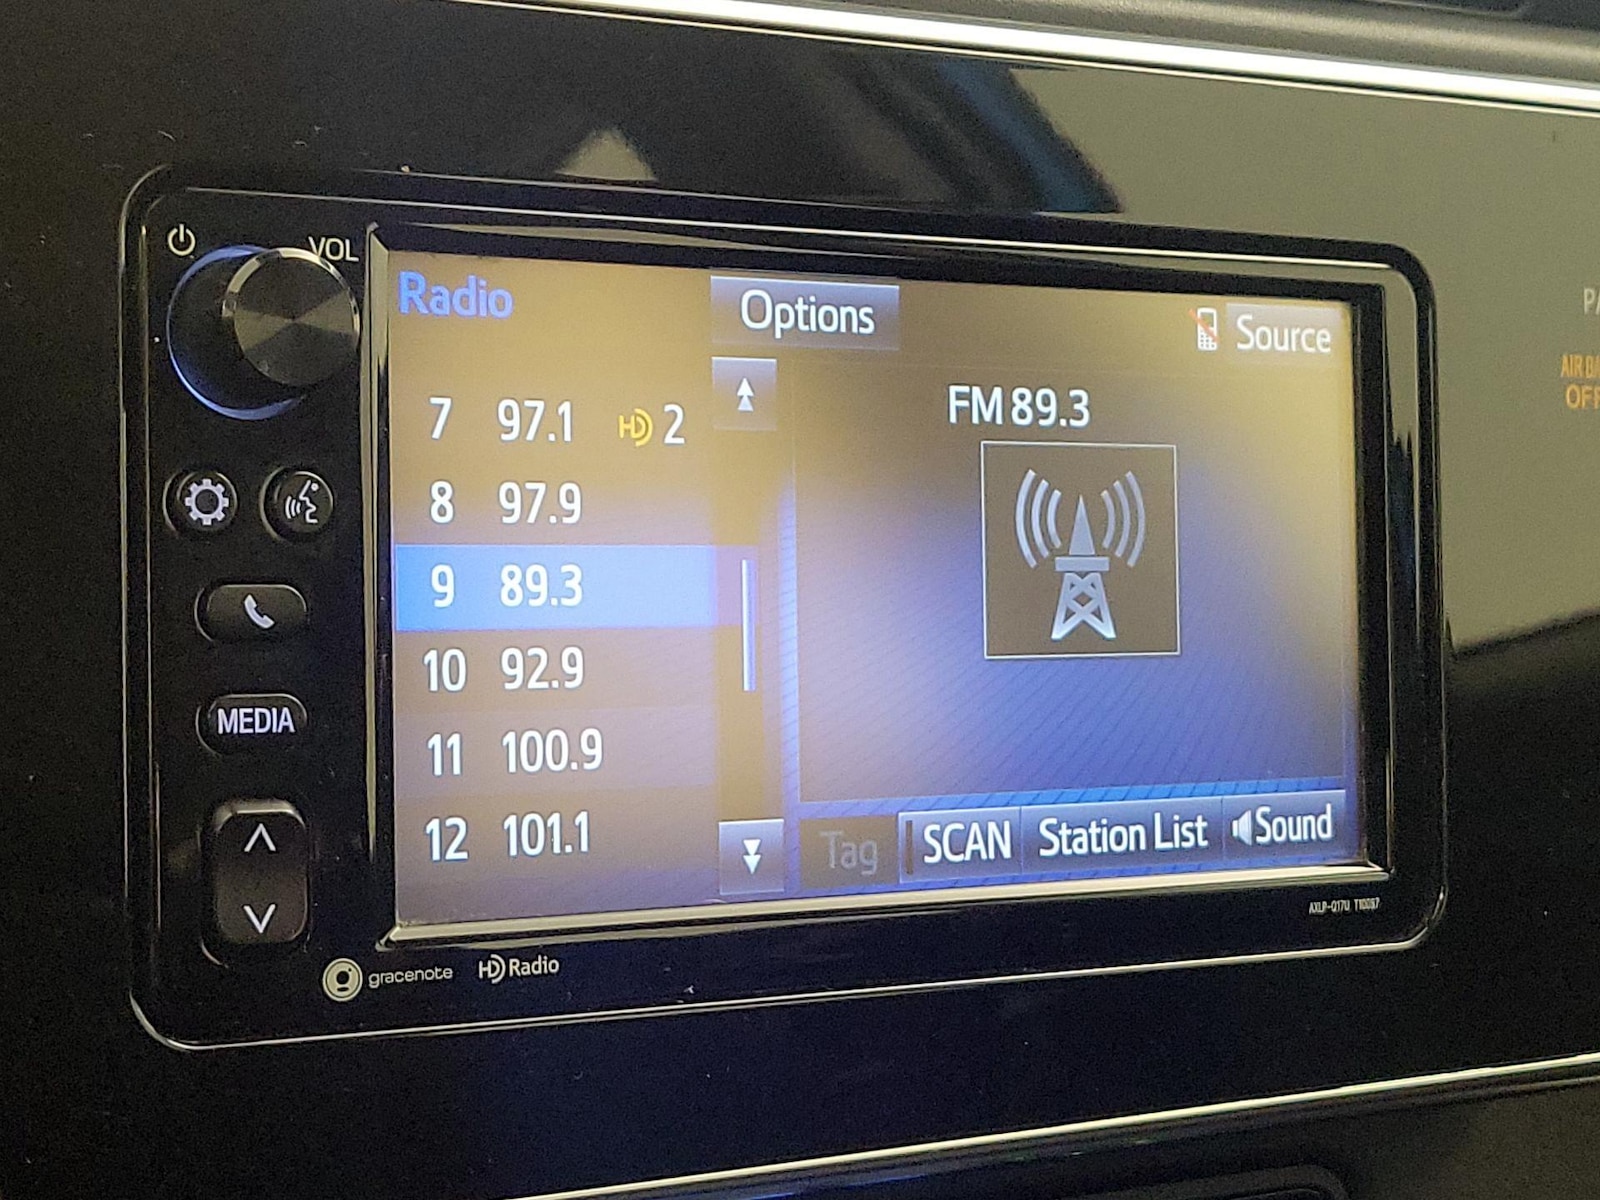 VOL
Radio
Options
Source
7 97.1 HD 2
8 97.9
9 89.3
10 92.9
11 100.9
12 101.1
FM 89.3
Tag
SCAN
Station List
Sound
MEDIA
gracenote
HD Radio